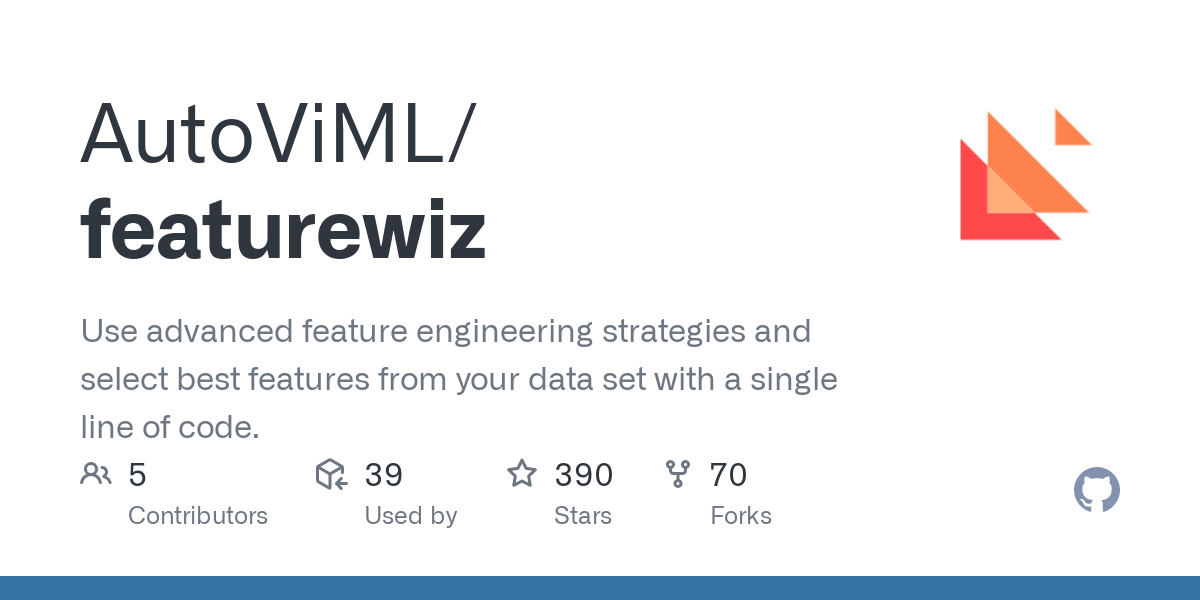 AutoViML/
featurewiz
Use advanced feature engineering strategies and
select best features from your data set with a single
line of code.
5 39 390 70
Contributors Used by Stars Forks